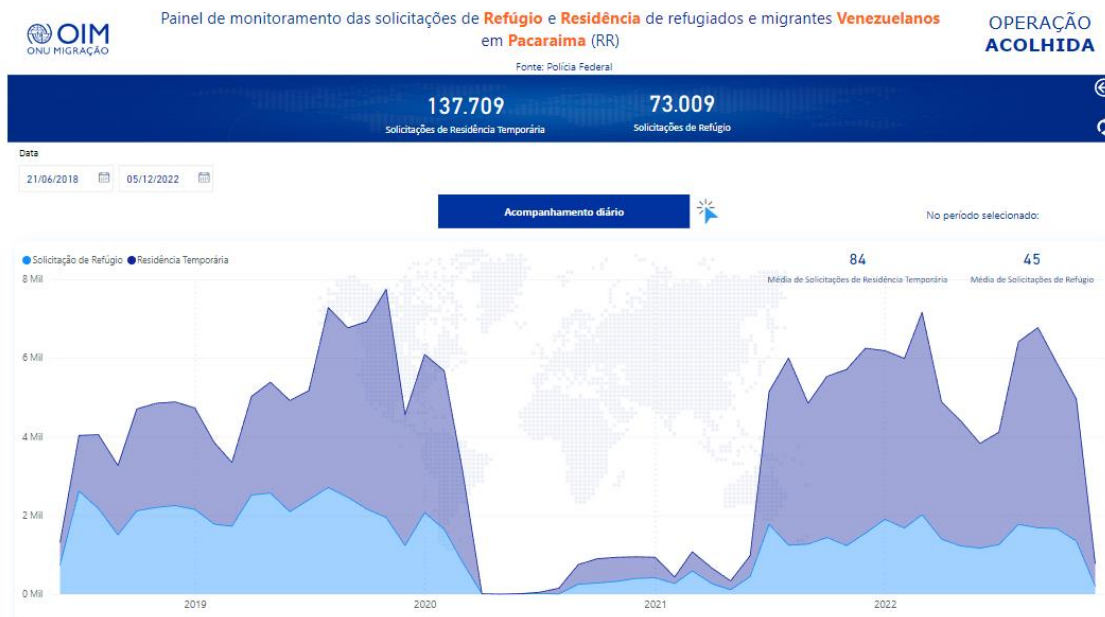 Painel de monitoramento das solicitações de Refúgio e Residência de refugiados e migrantes Venezuelanos
em Pacaraima (RR)
OIM
ONU MIGRAÇÃO
OPERAÇÃO
ACOLHIDA
Fonte: Polícia Federal
137.709
Solicitações de Residência Temporária
73.009
Solicitações de Refúgio
Data
21/06/2018
05/12/2022
Acompanhamento diário
No período selecionado:
Solicitação de Refúgio
Residência Temporária
84
Média de Solicitações de Residência Temporária
45
Média de Solicitações de Refúgio
8 Mil
6 Mil
4 Mil
2 Mil
0 Mil
2019
2020
2021
2022